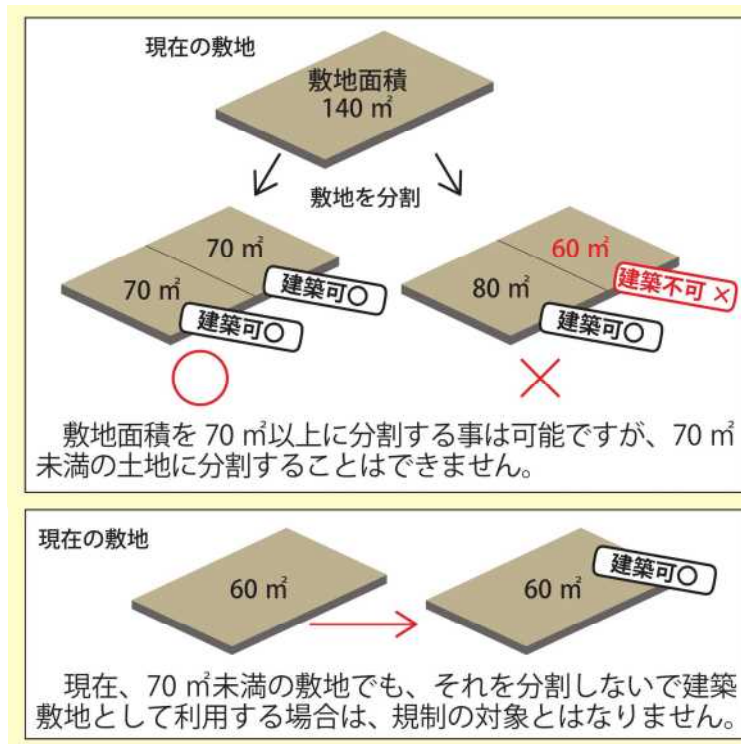 現在の敷地
敷地面積
140 ㎡
敷地を分割
70 ㎡
70 ㎡
建築可○
建築可○
60 ㎡
80 ㎡
建築不可 ×
建築可○
敷地面積を 70 ㎡以上に分割する事は可能ですが、70 ㎡
未満の土地に分割することはできません。
現在の敷地
60 ㎡
60 ㎡
建築可○
現在、70 ㎡未満の敷地でも、それを分割しないで建築
敷地として利用する場合は、規制の対象とはなりません。